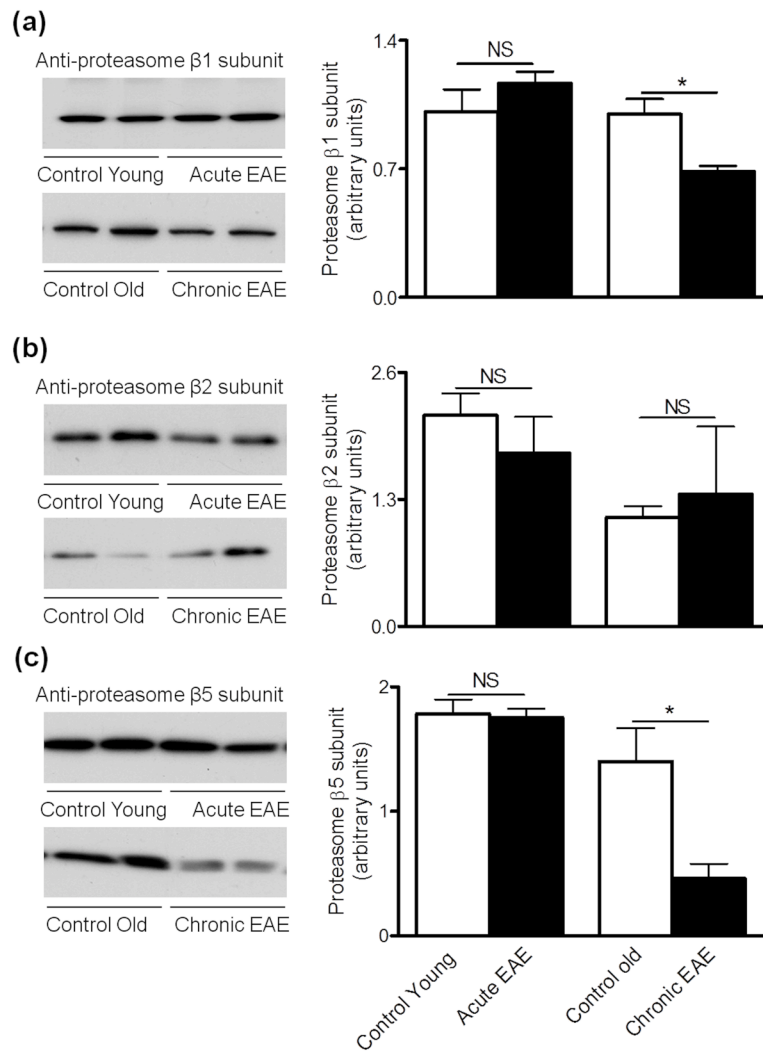 (a)
Anti-proteasome β1 subunit
Control Young Acute EAE
Control Old Chronic EAE
Proteasome β1 subunit
(arbitrary units)
1.4
0.7
0.0
NS
*
(b)
Anti-proteasome β2 subunit
Control Young Acute EAE
Control Old Chronic EAE
Proteasome β2 subunit
(arbitrary units)
2.6
1.3
0.0
NS
NS
(c)
Anti-proteasome β5 subunit
Control Young Acute EAE
Control Old Chronic EAE
Proteasome β5 subunit
(arbitrary units)
2
1
0
NS
*
Control Young
Acute EAE
Control old
Chronic EAE